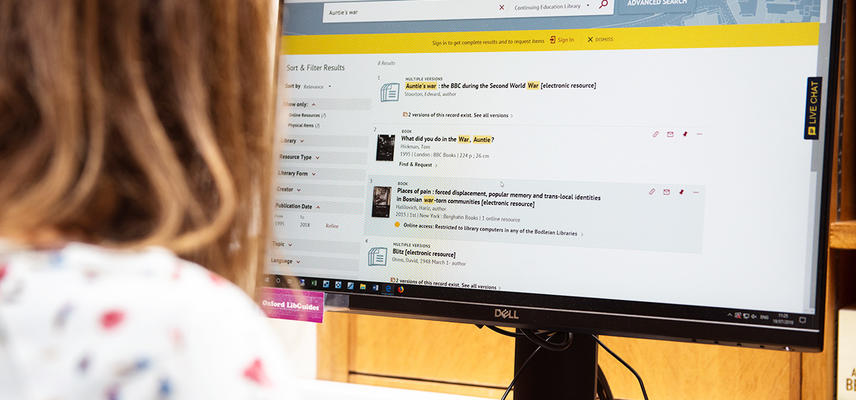 Auntie's war
Continuing Education Library
ADVANCED SEARCH
Sign in to get complete results and to request items
Sign in
DISMISS
Sort & Filter Results
8 Results
Sort by Relevance
Show only:
Online Resources (7)
Physical Items (7)
Library
Resource Type
Literary Form
Creator
Publication Date
From
To
1995
2018
Refine
Topic
Language
1
MULTIPLE VERSIONS
Auntie's war : the BBC during the Second World War [electronic resource]
Stourton, Edward, author
2 versions of this record exist. See all versions
2
BOOK
What did you do in the War, Auntie?
Hickman, Tom
1995 | London : BBC Books | 224 p ; 26 cm
Find & Request
3
BOOK
Places of pain : forced displacement, popular memory and trans-local identities
in Bosnian war-torn communities [electronic resource]
Halilovich, Hariz, author
2015 | 1st | New York : Berghahn Books | 1 online resource
Online access: Restricted to library computers in any of the Bodleian Libraries
4
MULTIPLE VERSIONS
Blitz [electronic resource]
Orme, David, 1948 March 1- author
2 versions of this record exist. See all versions
LIVE CHAT
ENG
11:25
DELL
Oxford LibGuides